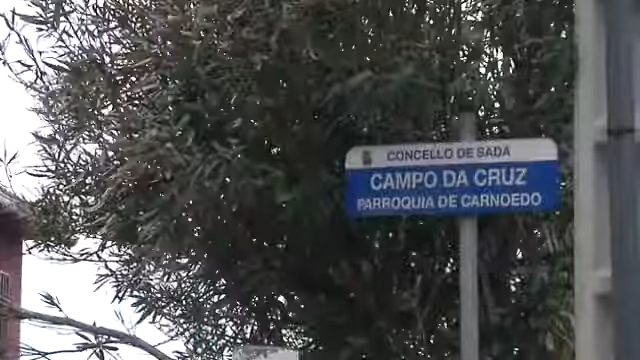 CONCELLO DE SADA
CAMPO DA CRUZ
PARROQUIA DE CARNOEDO